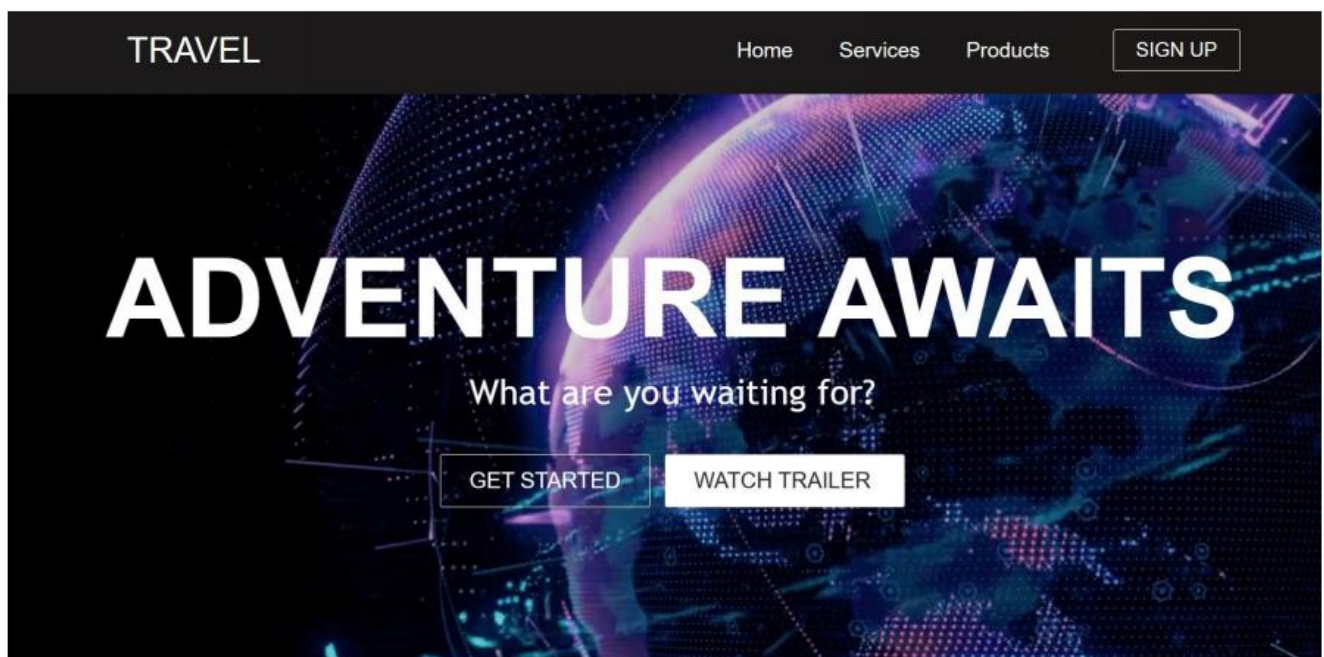 TRAVEL Home Services Products SIGN UP
ADVENTURE AWAITS
What are you waiting for?
GET STARTED WATCH TRAILER